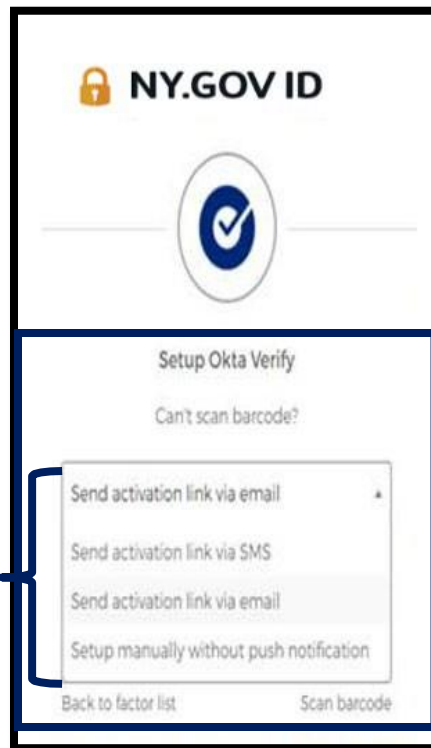 NY.GOV ID
Setup Okta Verify
Can't scan barcode?
Send activation link via email
Send activation link via SMS
Send activation link via email
Setup manually without push notification
Back to factor list Scan barcode